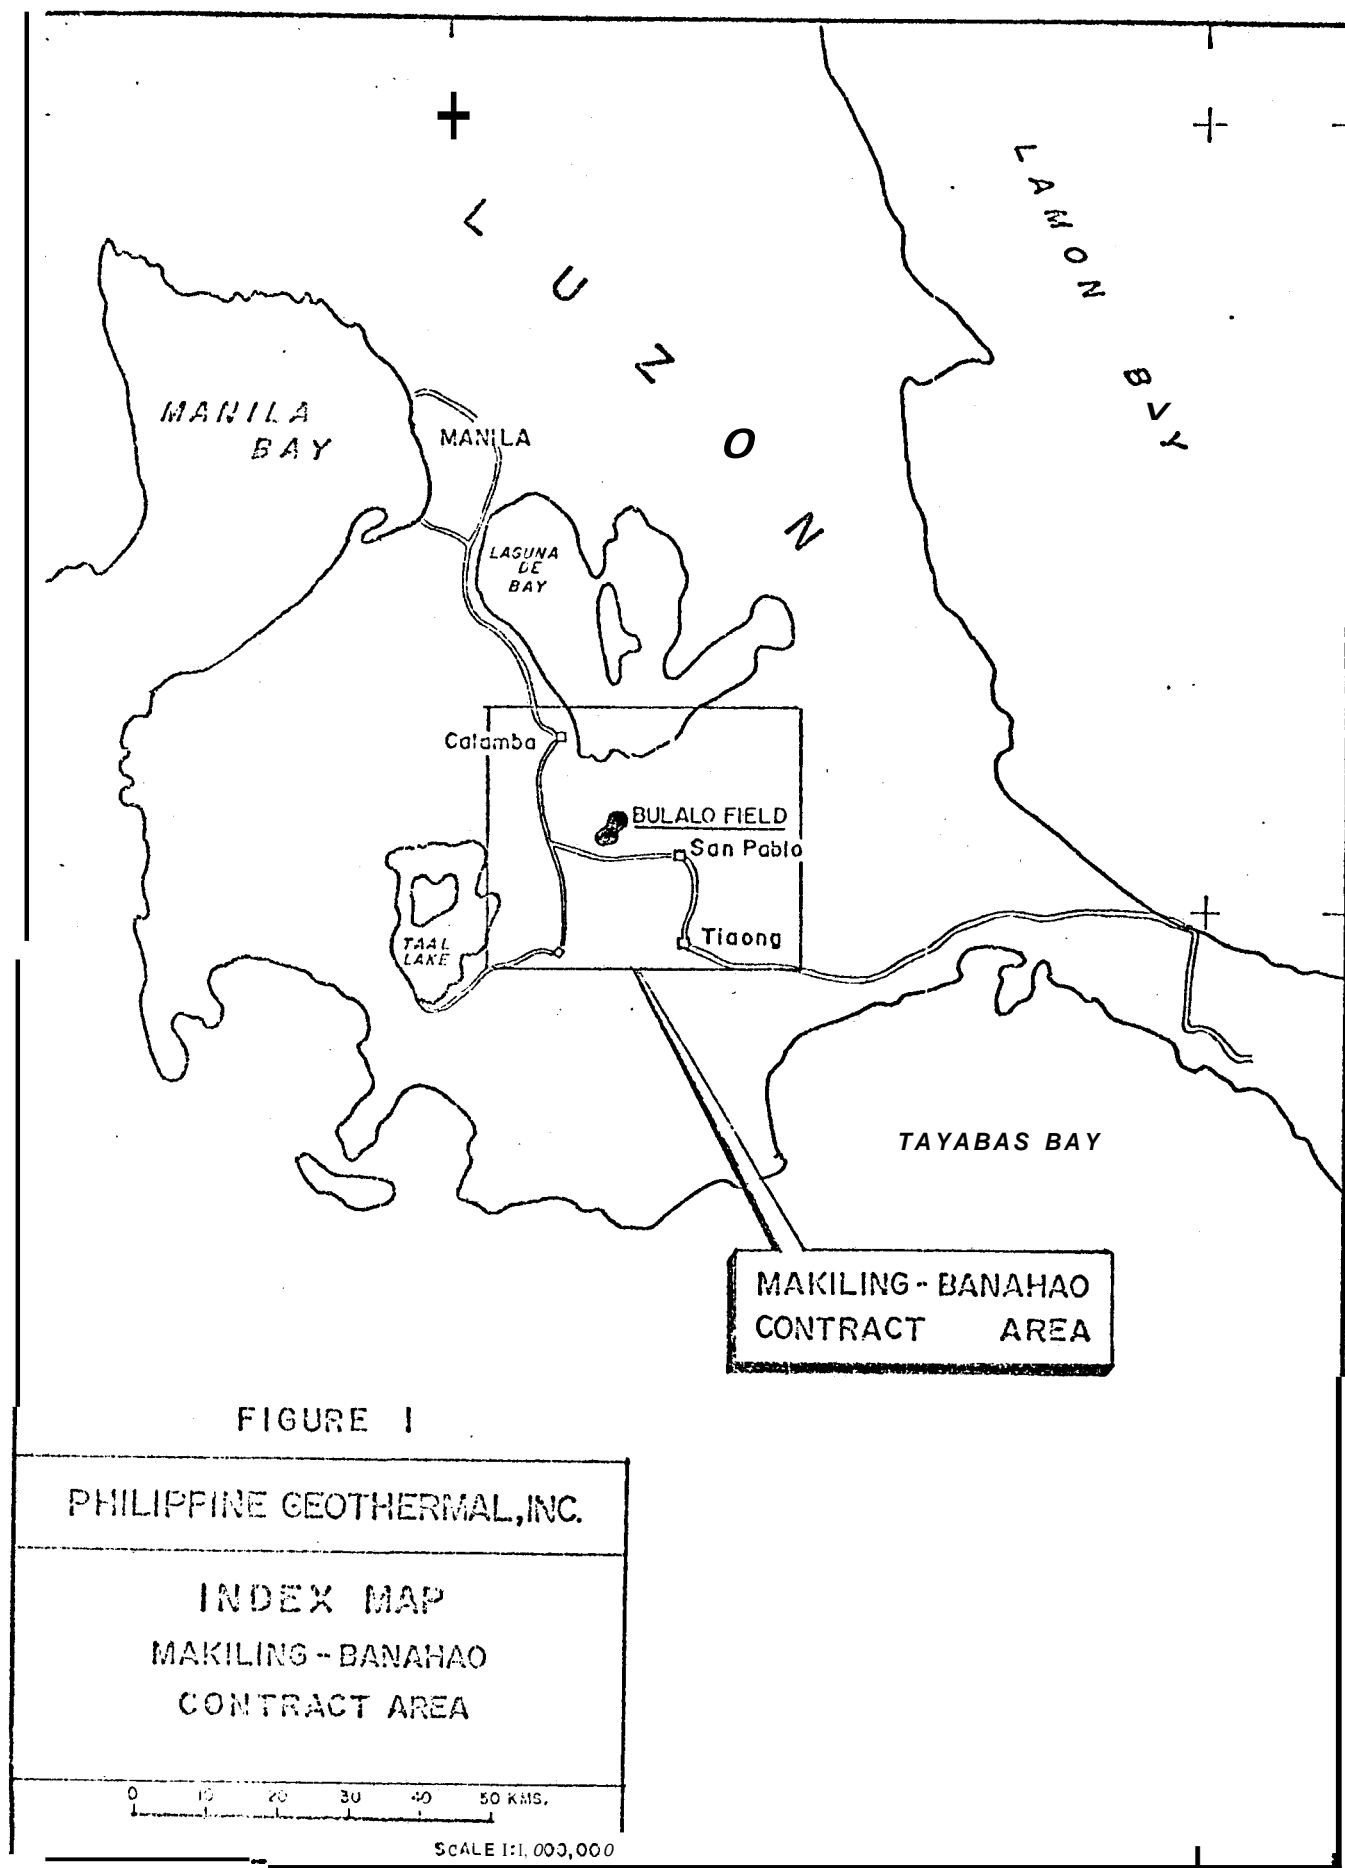 LUZON
LAMON BAY
MANILA
BAY
MANILA
LAGUNA
DE
BAY
Calamba
BULALO FIELD
San Pablo
TAAL
LAKE
Tiaong
TAYABAS BAY
MAKILING - BANAHAO
CONTRACT AREA
FIGURE 1
PHILIPPINE GEOTHERMAL, INC.
INDEX MAP
MAKILING - BANAHAO
CONTRACT AREA
0 10 20 30 40 50 KMS.
SCALE 1:1,000,000